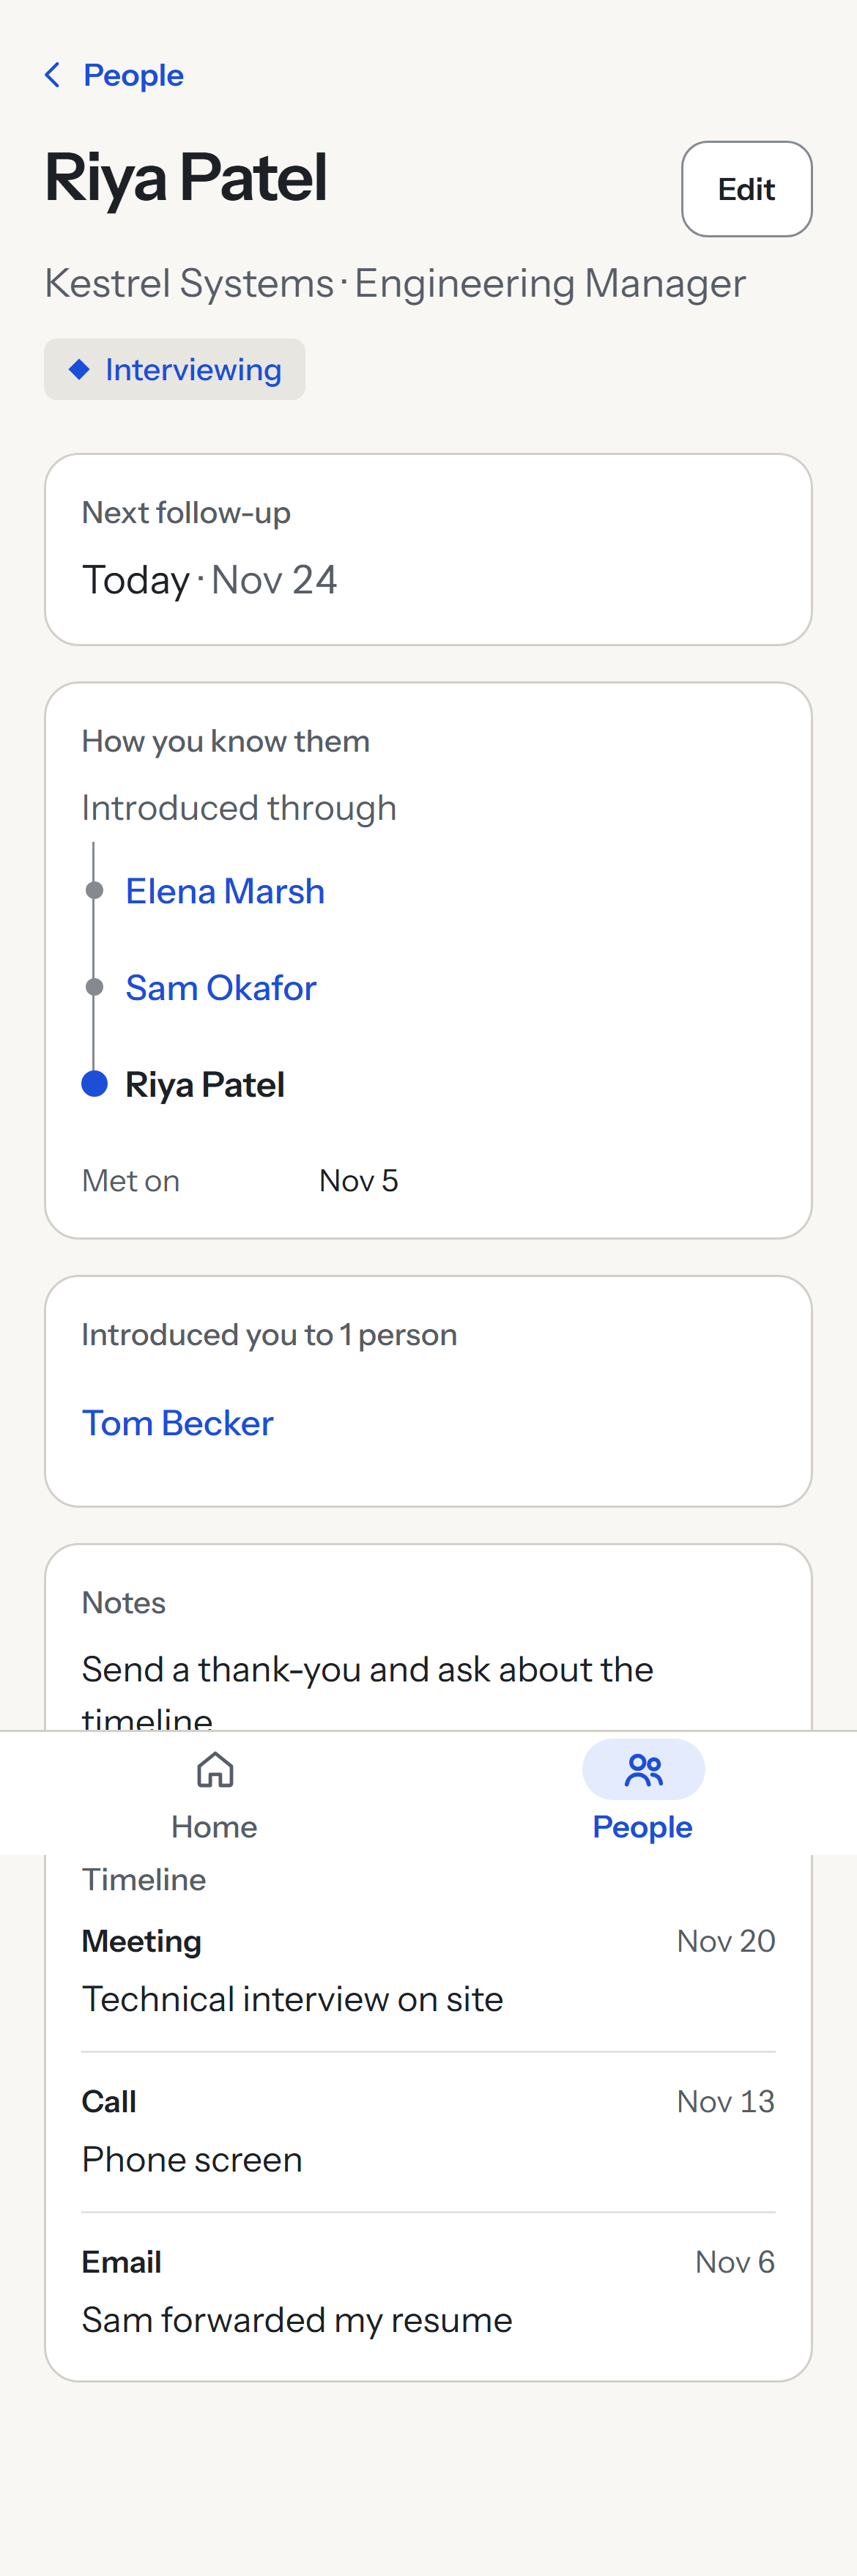 People
Riya Patel
Edit
Kestrel Systems · Engineering Manager
Interviewing
Next follow-up
Today · Nov 24
How you know them
Introduced through
Elena Marsh
Sam Okafor
Riya Patel
Met on Nov 5
Introduced you to 1 person
Tom Becker
Notes
Send a thank-you and ask about the
timeline
Home
People
Timeline
Meeting Nov 20
Technical interview on site
Call Nov 13
Phone screen
Email Nov 6
Sam forwarded my resume